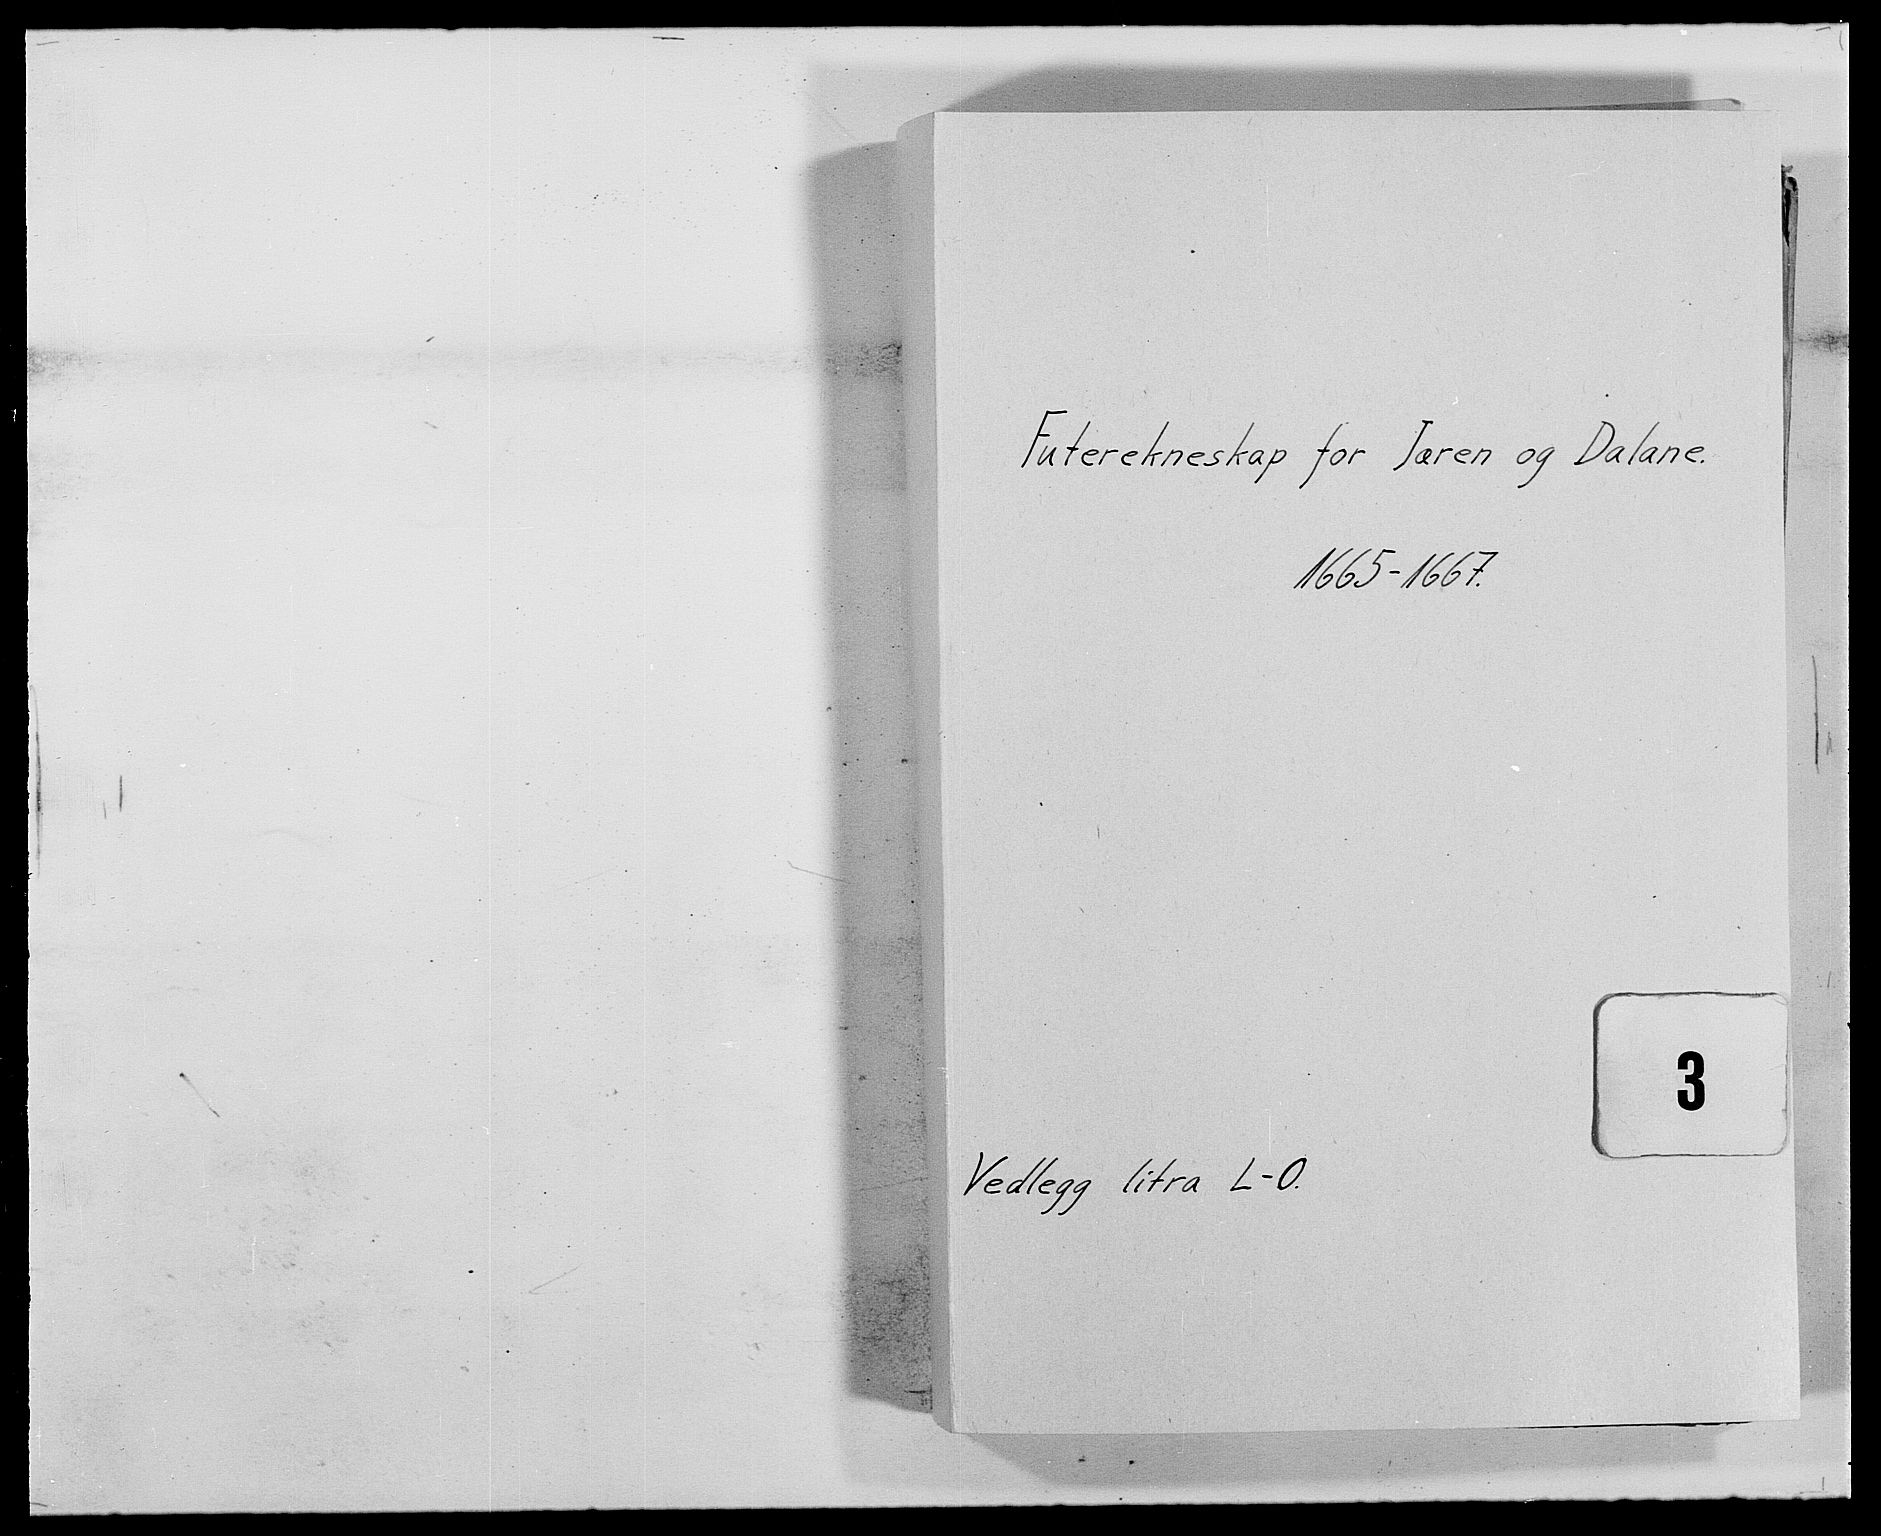 Futerekneskap for Jæren og Dalane.
1665-1667.
3
Vedlegg litra L-O.